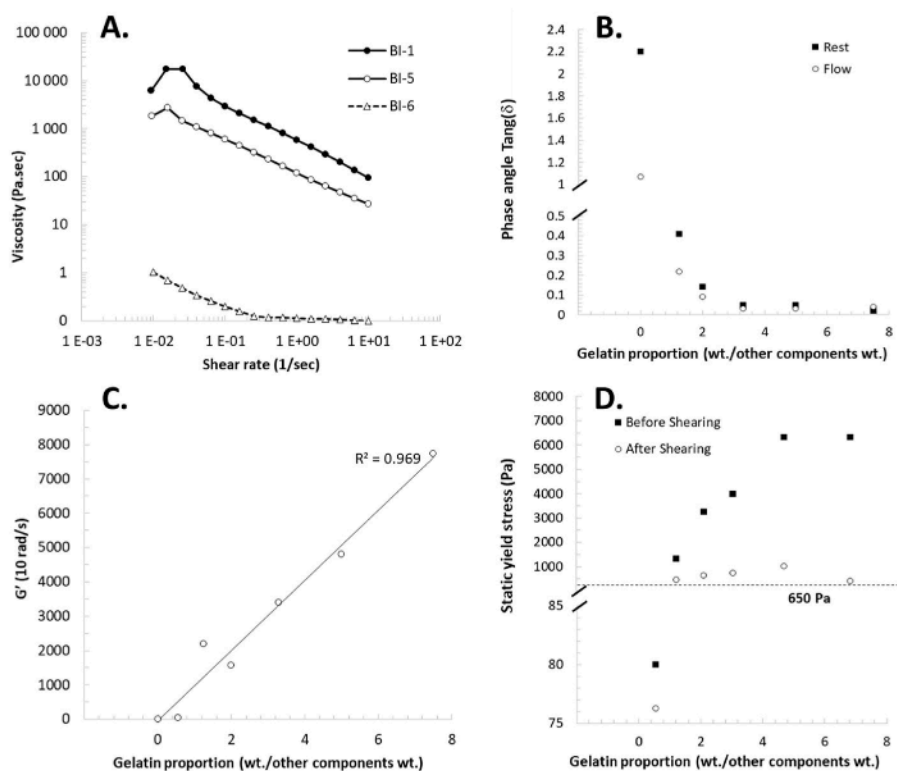 A.
100 000
10 000
1 000
100
10
1
0
1 E-03
1 E-02
1 E-01
1 E+00
1 E+01
1 E+02
Viscosity (Pa.sec)
Shear rate (1/sec)
BI-1
BI-5
BI-6
B.
2.4
2.2
2
1.8
1.6
1.4
1.2
1
0.5
0.4
0.3
0.2
0.1
0
0
2
4
6
8
Phase angle Tang(δ)
Gelatin proportion (wt./other components wt.)
Rest
Flow
C.
9000
8000
7000
6000
5000
4000
3000
2000
1000
0
0
2
4
6
8
G’ (10 rad/s)
Gelatin proportion (wt./other components wt.)
R² = 0.969
D.
8000
7000
6000
5000
4000
3000
2000
1000
85
80
75
0
2
4
6
8
Static yield stress (Pa)
Gelatin proportion (wt./other components wt.)
Before Shearing
After Shearing
650 Pa